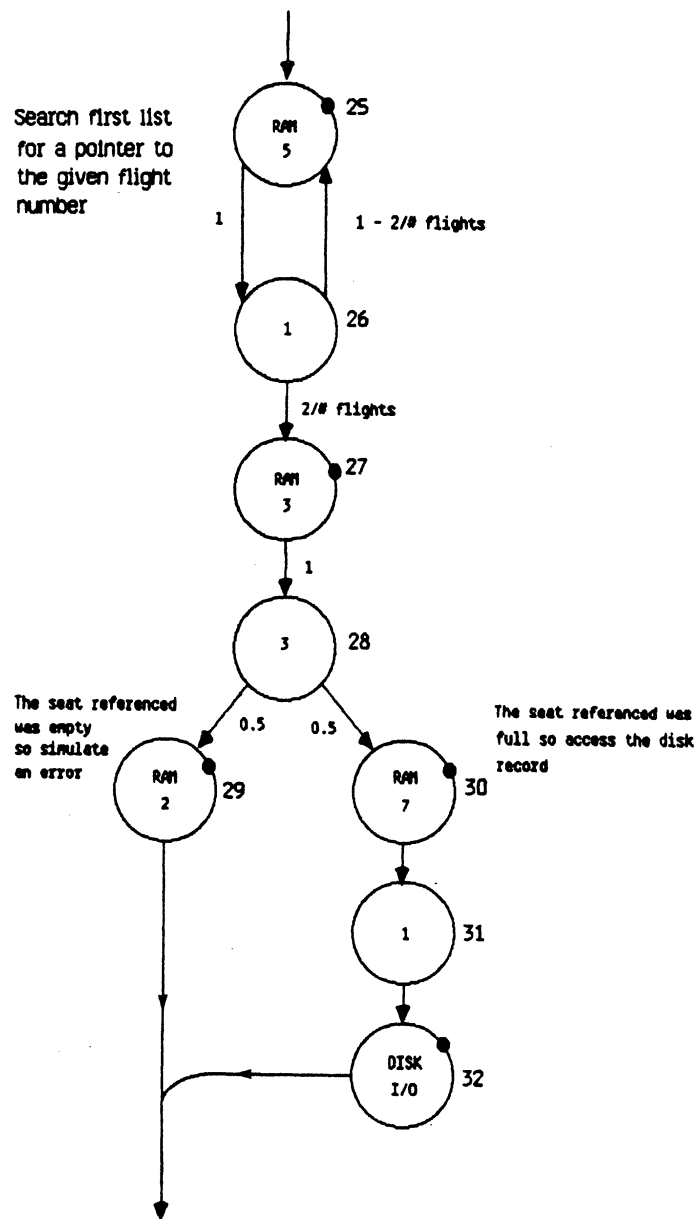 25
RAM
5
Search first list
for a pointer to
the given flight
number
1
1 - 2/# flights
1
26
2/# flights
27
RAM
3
1
3
28
The seat referenced
was empty
so simulate
an error
0.5
0.5
The seat referenced was
full so access the disk
record
RAM
2
29
RAM
7
30
1
31
DISK
I/O
32